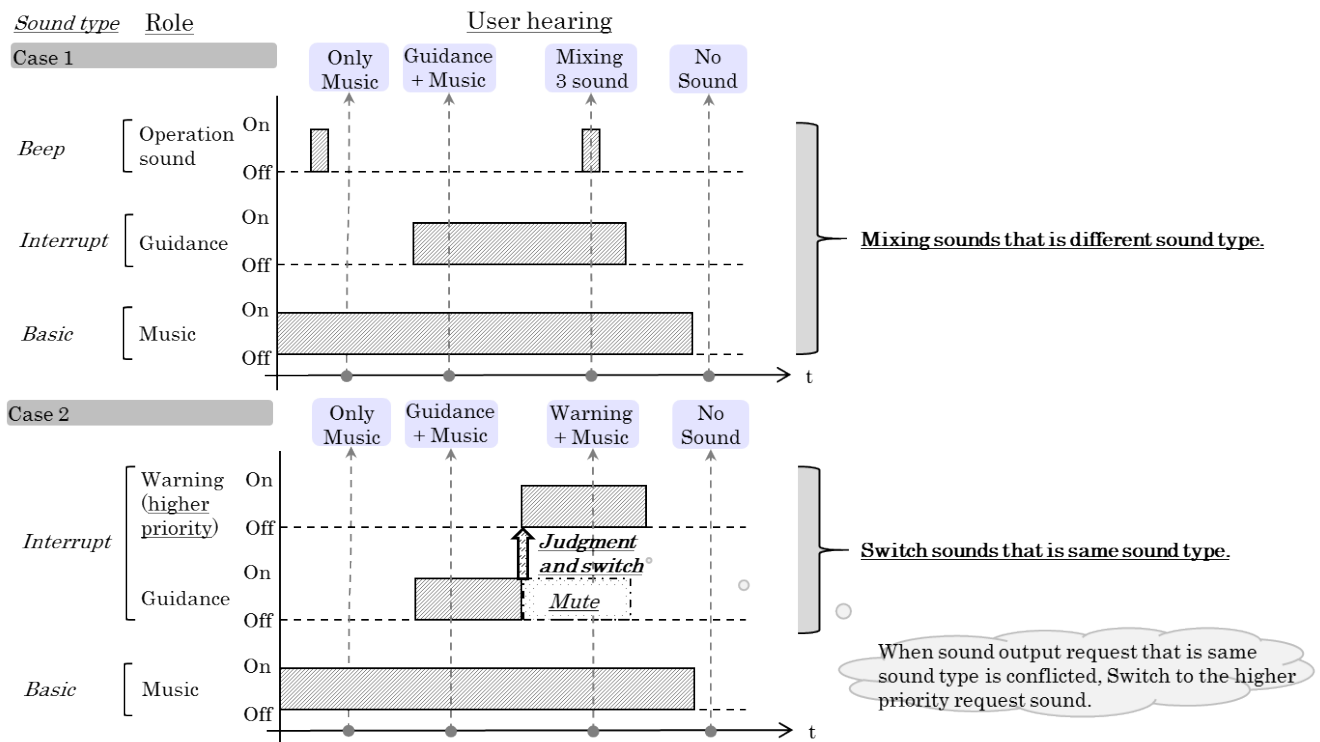 Sound type Role User hearing
Case 1
Only
Music
Guidance
+ Music
Mixing
3 sound
No
Sound
Beep
Operation
sound
On
Off
Interrupt
Guidance
On
Off
Mixing sounds that is different sound type.
Basic
Music
On
Off
t
Case 2
Only
Music
Guidance
+ Music
Warning
+ Music
No
Sound
Interrupt
Warning
(higher
priority)
On
Off
Judgment
and switch
Guidance
On
Off
Mute
Switch sounds that is same sound type.
When sound output request that is same
sound type is conflicted, Switch to the higher
priority request sound.
Basic
Music
On
Off
t